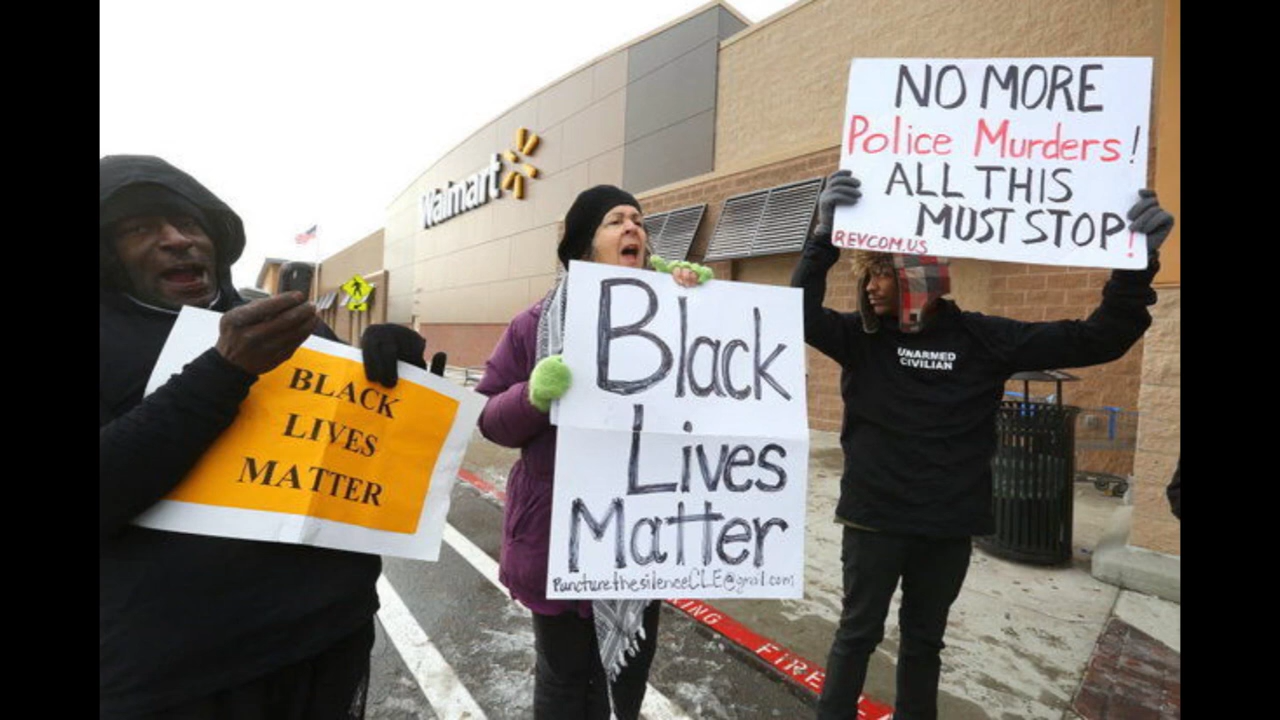 Walmart
BLACK
LIVES
MATTER
Black
Lives
Matter
PuncturethesilenceCLE@gmail.com
NO MORE
Police Murders!
ALL THIS
MUST STOP!
REVCOM.US
UNARMED
CIVILIAN
FIRE